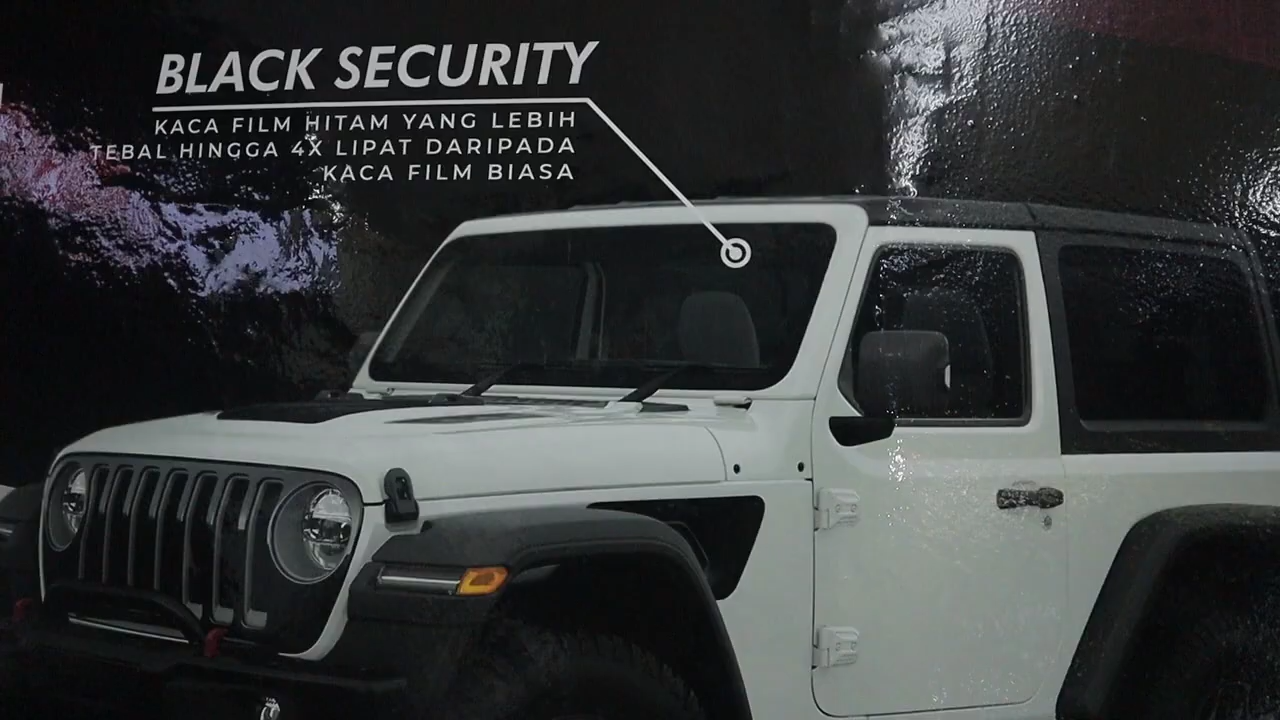 BLACK SECURITY
KACA FILM HITAM YANG LEBIH
TEBAL HINGGA 4X LIPAT DARIPADA
KACA FILM BIASA